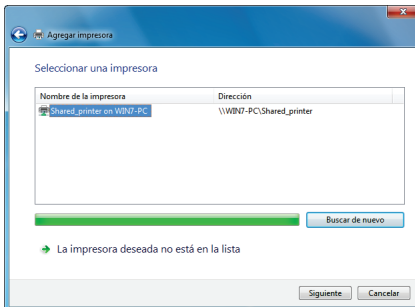 Agregar impresora
Seleccionar una impresora
Nombre de la impresora Dirección
Shared_printer on WIN7-PC \\WIN7-PC\Shared_printer
Buscar de nuevo
La impresora deseada no está en la lista
Siguiente Cancelar